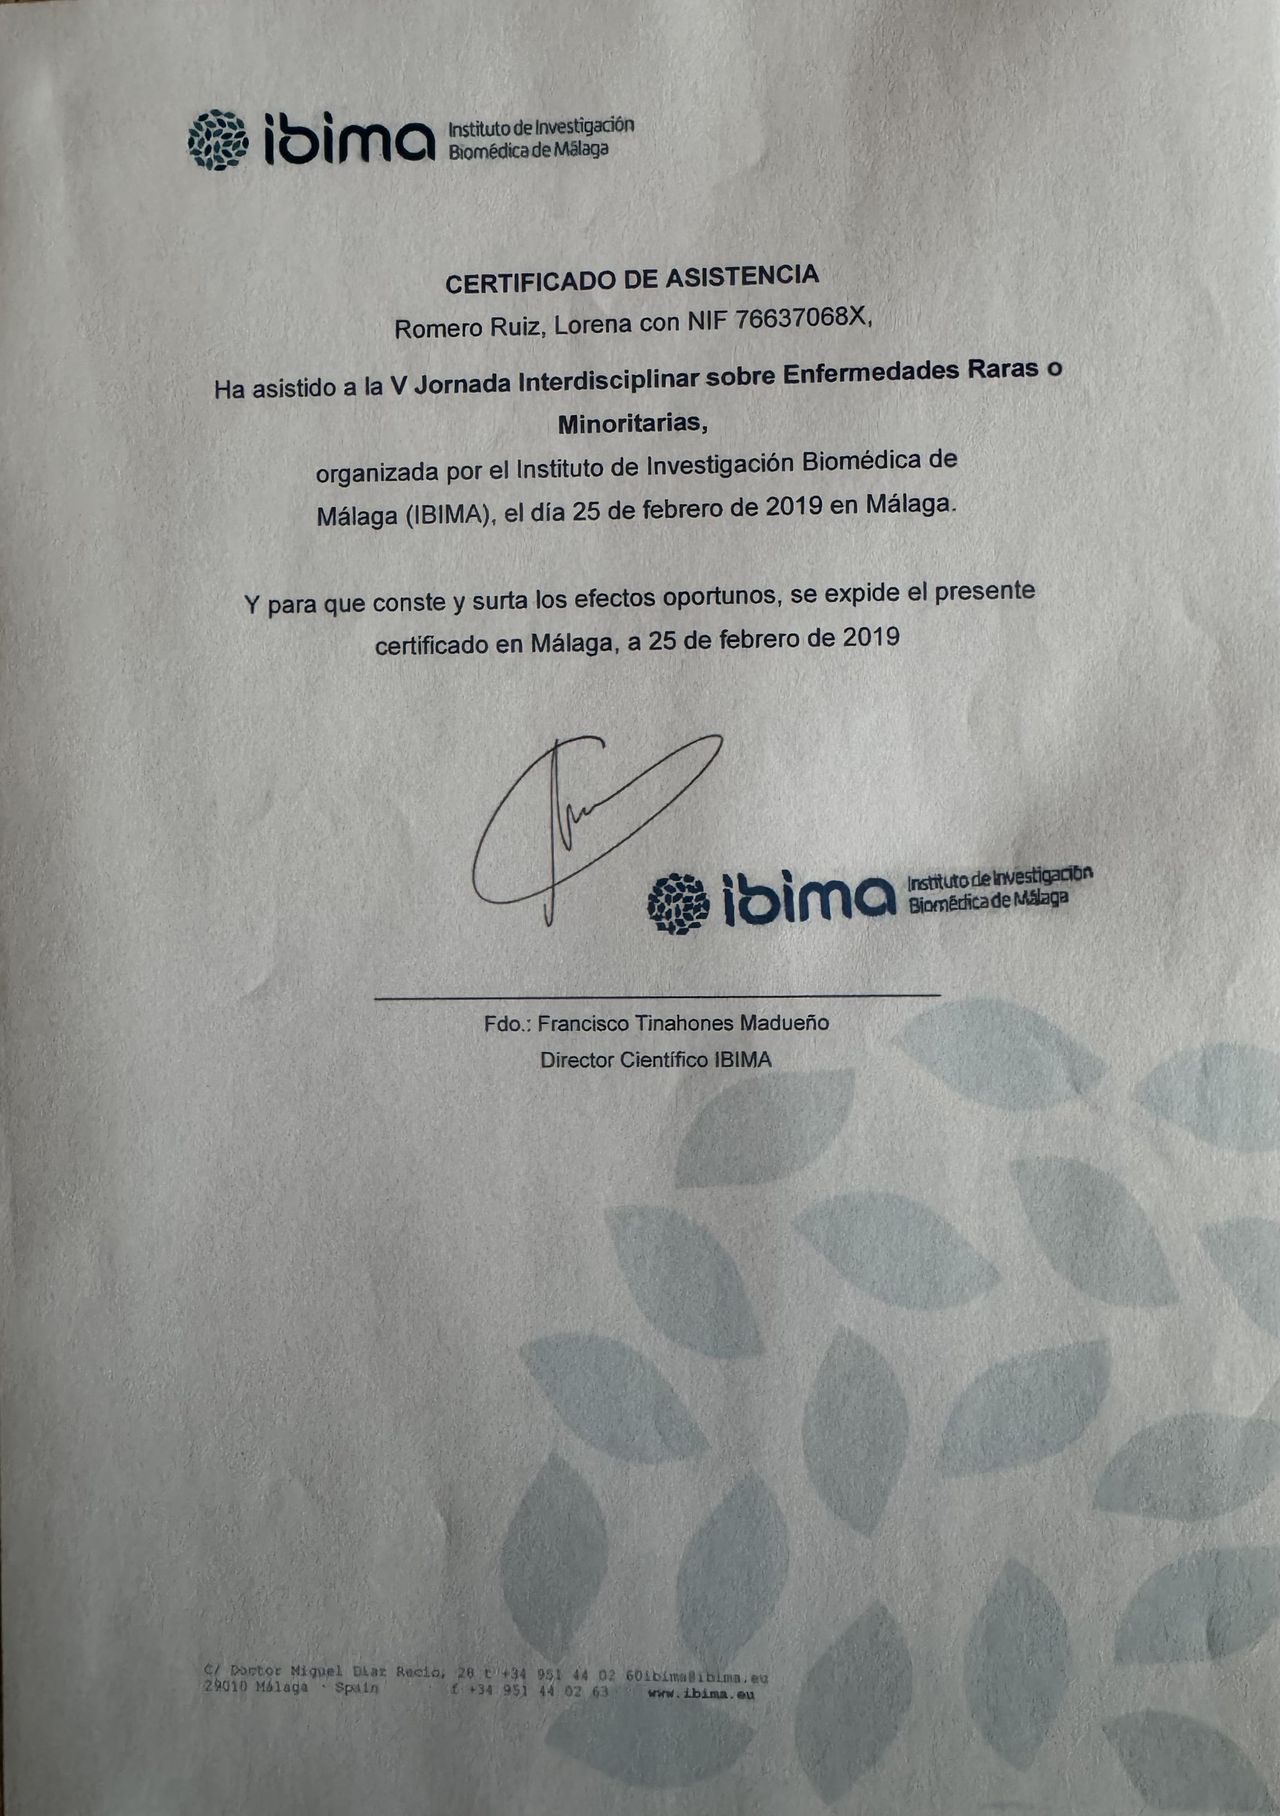 ibima Instituto de Investigación
Biomédica de Málaga
CERTIFICADO DE ASISTENCIA
Romero Ruiz, Lorena con NIF 76637068X,
Ha asistido a la V Jornada Interdisciplinar sobre Enfermedades Raras o
Minoritarias,
organizada por el Instituto de Investigación Biomédica de
Málaga (IBIMA), el día 25 de febrero de 2019 en Málaga.
Y para que conste y surta los efectos oportunos, se expide el presente
certificado en Málaga, a 25 de febrero de 2019
ibima Instituto de Investigación
Biomédica de Málaga
Fdo.: Francisco Tinahones Madueño
Director Científico IBIMA
C/ Doctor Miguel Díaz Recio, 28 t +34 951 44 02 60ibima@ibima.eu
29010 Málaga · Spain f +34 951 44 02 63 www.ibima.eu